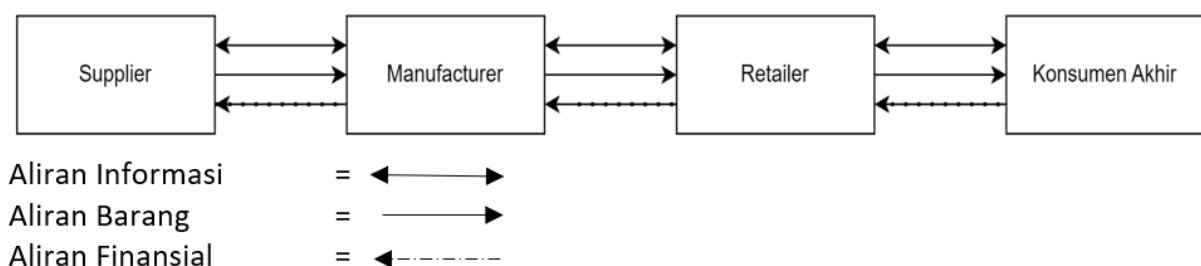 Supplier
Manufacturer
Retailer
Konsumen Akhir
Aliran Informasi =
Aliran Barang =
Aliran Finansial =